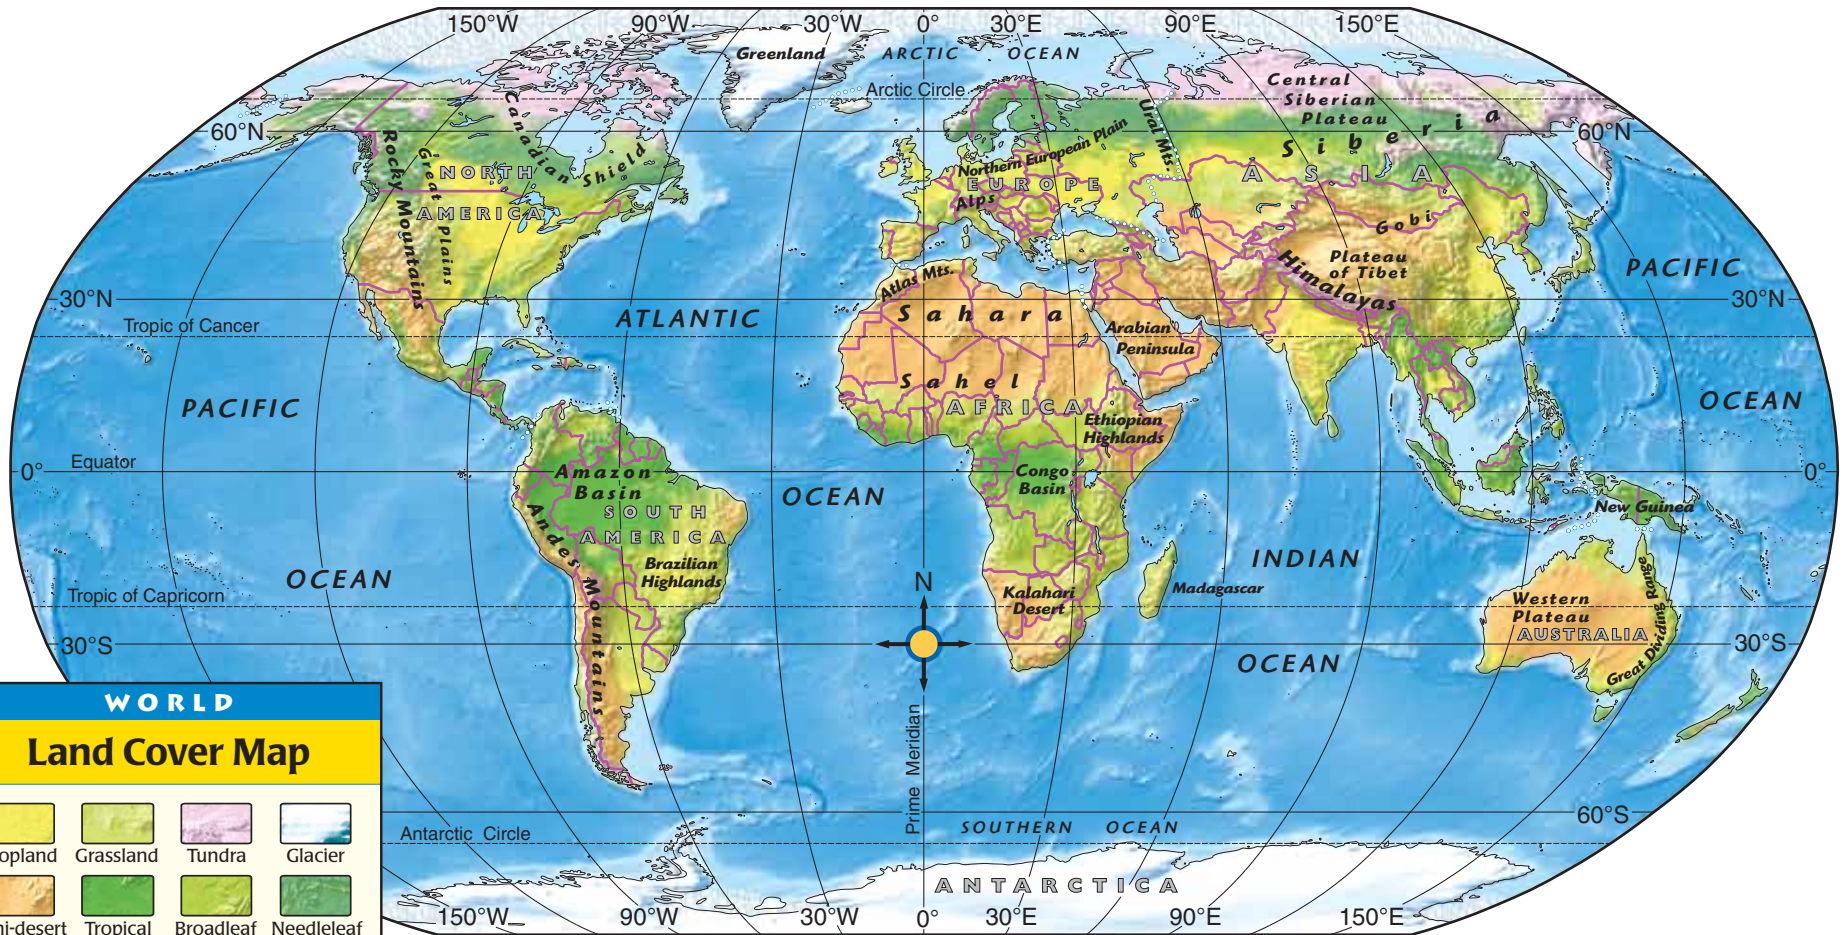 150°W 90°W 30°W 0° 30°E 90°E 150°E
Greenland
ARCTIC OCEAN
Arctic Circle
Central
Siberian
Plateau
Siberia
60°N
60°N
Rocky Mountains
Great Plains
Canadian Shield
NORTH
AMERICA
Northern European Plain
Ural Mts.
EUROPE
Alps
ASIA
Gobi
Plateau
of Tibet
Himalayas
PACIFIC
30°N
30°N
Atlas Mts.
Sahara
ATLANTIC
Tropic of Cancer
Arabian
Peninsula
Sahel
AFRICA
PACIFIC
OCEAN
Ethiopian
Highlands
0°
Equator
0°
Amazon
Basin
Congo
Basin
OCEAN
SOUTH
AMERICA
New Guinea
Andes Mountains
Brazilian
Highlands
INDIAN
OCEAN
N
Kalahari
Desert
Madagascar
Tropic of Capricorn
Western
Plateau
AUSTRALIA
Great Dividing Range
30°S
30°S
OCEAN
Prime Meridian
WORLD
Land Cover Map
opland Grassland Tundra Glacier
i-desert Tropical Broadleaf Needleleaf
60°S
Antarctic Circle
SOUTHERN OCEAN
ANTARCTICA
150°W 90°W 30°W 0° 30°E 90°E 150°E